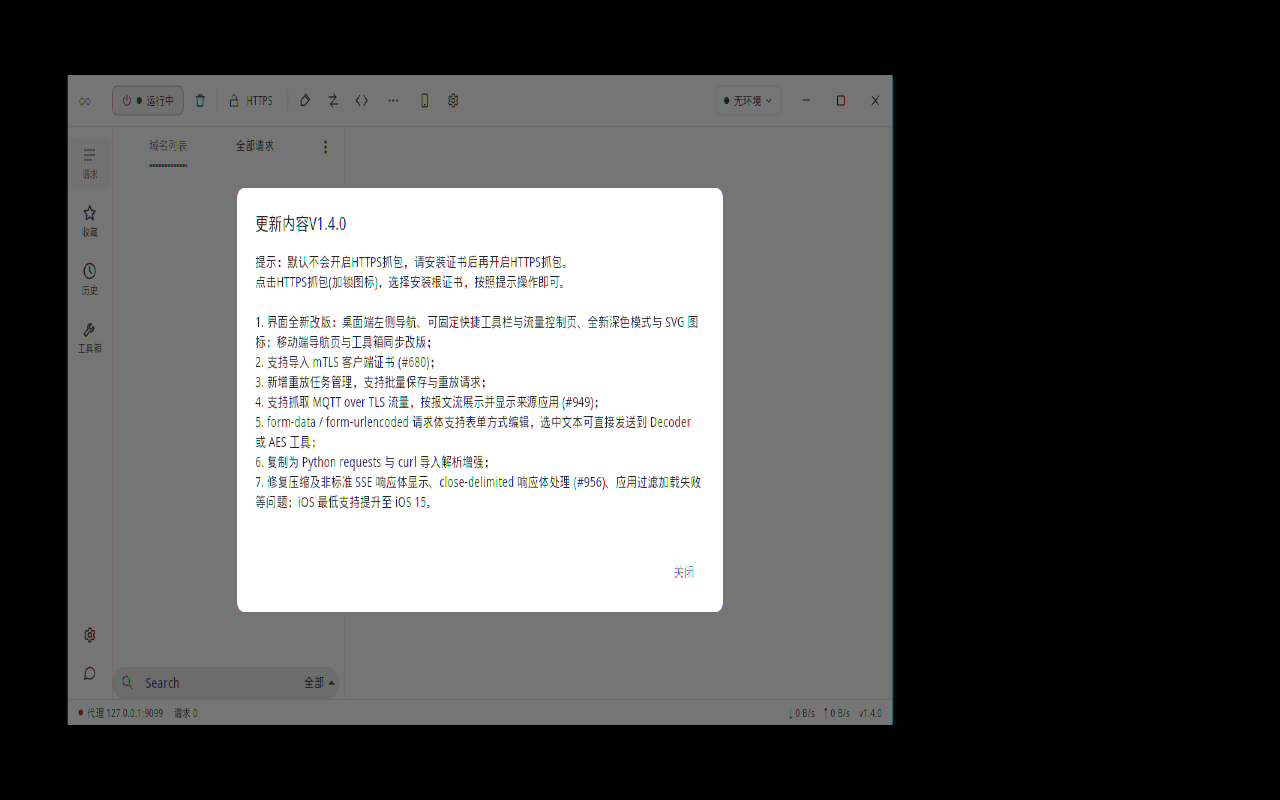 运行中
HTTPS
无环境
请求
收藏
历史
工具箱
域名列表
全部请求
更新内容V1.4.0
提示：默认不会开启HTTPS抓包，请安装证书后再开启HTTPS抓包。
点击HTTPS抓包(加锁图标)，选择安装根证书，按照提示操作即可。
1. 界面全新改版：桌面端左侧导航、可固定快捷工具栏与流量控制页、全新深色模式与 SVG 图
标；移动端导航页与工具箱同步改版；
2. 支持导入 mTLS 客户端证书 (#680)；
3. 新增重放任务管理，支持批量保存与重放请求；
4. 支持抓取 MQTT over TLS 流量，按报文流展示并显示来源应用 (#949)；
5. form-data / form-urlencoded 请求体支持表单方式编辑，选中文本可直接发送到 Decoder
或 AES 工具；
6. 复制为 Python requests 与 curl 导入解析增强；
7. 修复压缩及非标准 SSE 响应体显示、close-delimited 响应体处理 (#956)、应用过滤加载失败
等问题；iOS 最低支持提升至 iOS 15。
关闭
Search
全部
代理 127.0.0.1:9099 请求 0
↓ 0 B/s ↑ 0 B/s v1.4.0